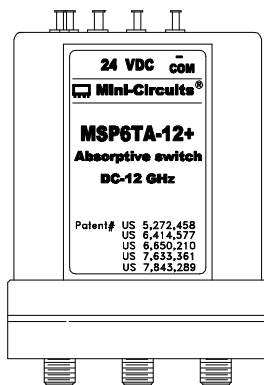 24 VDC - COM
Mini-Circuits®
MSP6TA-12+
Absorptive switch
DC-12 GHz
Patent# US 5,272,458
US 6,414,577
US 6,650,210
US 7,633,361
US 7,843,289